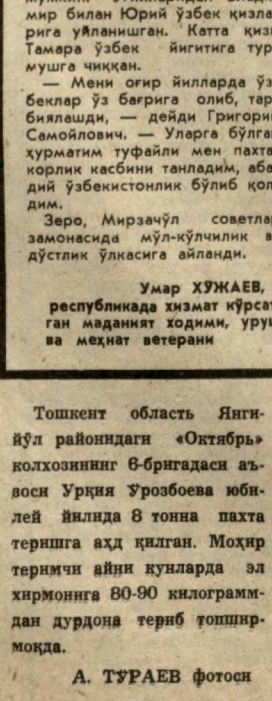 мир билан Юрий ўзбек қизла
рига уйланишган. Катта қиз
Тамара ўзбек йигитига тур
мушга чиққан.
— Мени оғир йилларда ўз
беклар ўз бағрига олиб, тар
биялашди, — дейди Григори
Самойлович. — Уларга бўлга
ҳурматим туфайли мен пахта
корлик касбини танладим, аба
дий ўзбекистонлик бўлиб қол
дим.
Зеро, Мирзачўл советла
замонасида мўл-кўлчилик в
дўстлик ўлкасига айланди.
Умар ХЎЖАЕВ,
республикада хизмат кўрсат
ган маданият ходими, уруш
ва меҳнат ветерани
Тошкент область Янги-
йўл районидаги «Октябрь»
колхозининг 6-бригадаси аъ-
зоси Урқия Ўрозбоева юби-
лей йилида 8 тонна пахта
теришга аҳд қилган. Моҳир
теримчи айни кунларда эл
хирмонига 80-90 килограмм-
дан дурдона териб топшир-
моқда.
А. ТЎРАЕВ фотоси